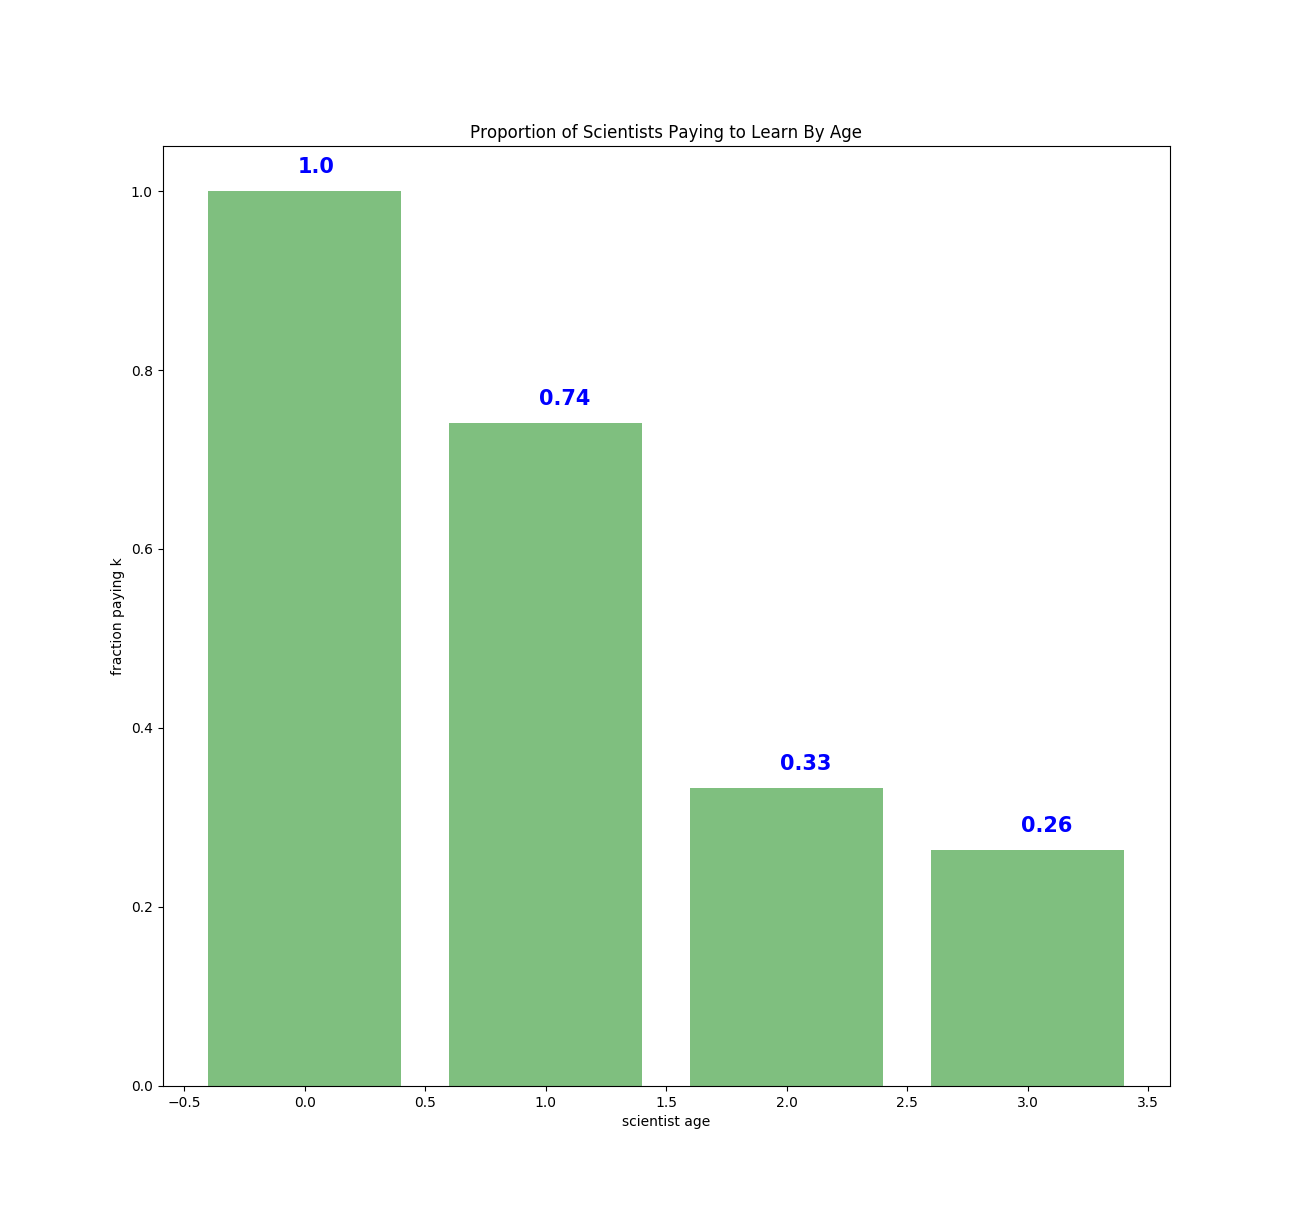 Proportion of Scientists Paying to Learn By Age
1.0
0.74
0.33
0.26
fraction paying k
1.0
0.8
0.6
0.4
0.2
0.0
−0.5 0.0 0.5 1.0 1.5 2.0 2.5 3.0 3.5
scientist age